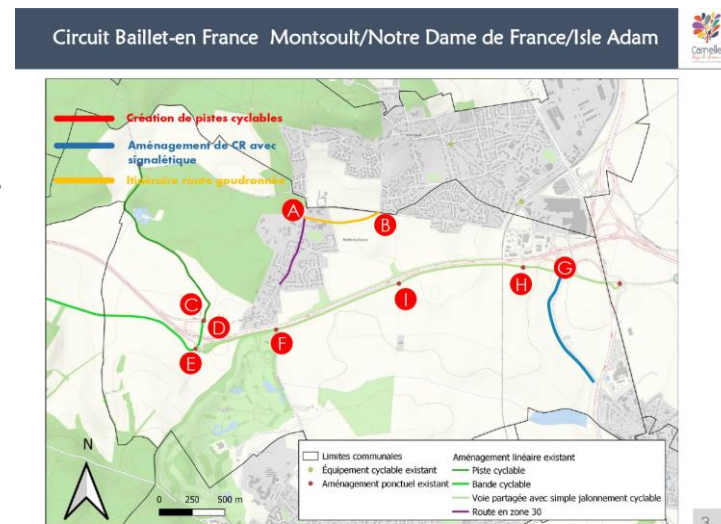 Circuit Baillet-en France Montsoult/Notre Dame de France/Isle Adam
Carnelle
Création de pistes cyclables
Aménagement de CR avec
signalétique
Itinéraire route goudronnée
A
B
C
D
E
F
G
H
I
N
0 250 500 m
Limites communales
Équipement cyclable existant
Aménagement ponctuel existant
Aménagement linéaire existant
Piste cyclable
Bande cyclable
Voie partagée avec simple jalonnement cyclable
Route en zone 30
3